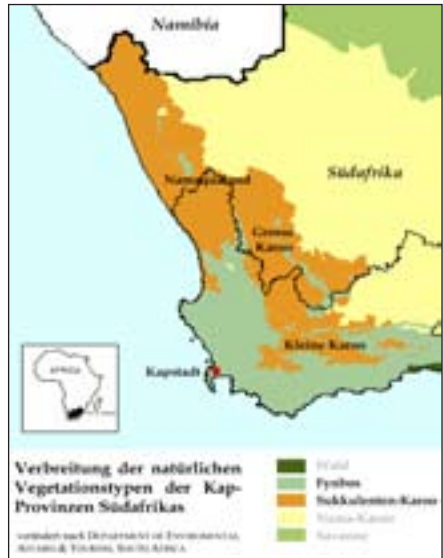 Namibia
Südafrika
Namaqualand
Grosse
Karoo
Kleine Karoo
Kapstadt
AFRICA
Verbreitung der natürlichen
Vegetationstypen der Kap-
Provinzen Südafrikas
verändert nach DEPARTMENT OF ENVIROMENTAL
AFFAIRS & TOURISM, SOUTH AFRICA
Wald
Fynbos
Sukkulenten-Karoo
Nama-Karoo
Savanne